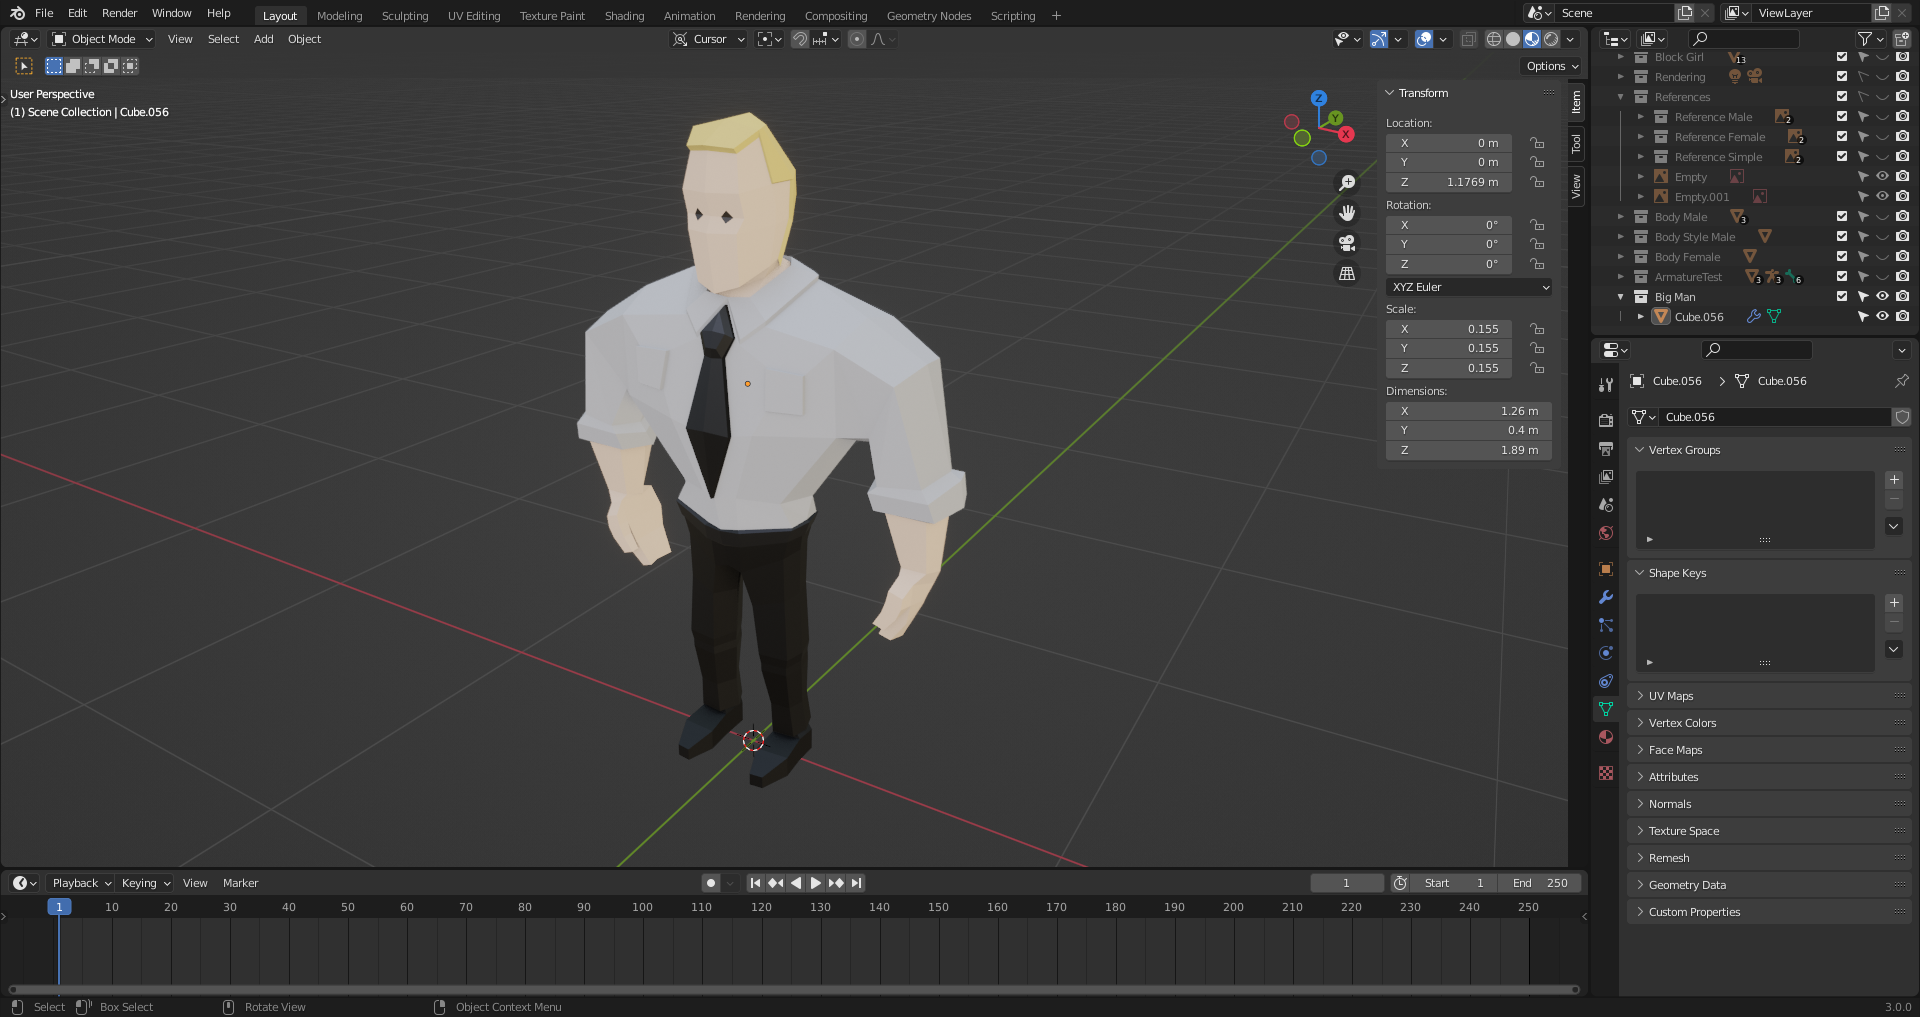 File Edit Render Window Help Layout Modeling Sculpting UV Editing Texture Paint Shading Animation Rendering Compositing Geometry Nodes Scripting + Scene ViewLayer
Object Mode View Select Add Object Cursor
Options
User Perspective
(1) Scene Collection | Cube.056
Z
Y
X
Transform
Location:
X 0 m
Y 0 m
Z 1.1769 m
Rotation:
X 0°
Y 0°
Z 0°
XYZ Euler
Scale:
X 0.155
Y 0.155
Z 0.155
Dimensions:
X 1.26 m
Y 0.4 m
Z 1.89 m
Item
Tool
View
Block Girl 13
Rendering
References
Reference Male 2
Reference Female 2
Reference Simple 2
Empty
Empty.001
Body Male 3
Body Style Male
Body Female
ArmatureTest 3 3 6
Big Man
Cube.056
Cube.056 Cube.056
Cube.056
Vertex Groups
Shape Keys
UV Maps
Vertex Colors
Face Maps
Attributes
Normals
Texture Space
Remesh
Geometry Data
Custom Properties
Playback Keying View Marker 1 Start 1 End 250
1 10 20 30 40 50 60 70 80 90 100 110 120 130 140 150 160 170 180 190 200 210 220 230 240 250
Select Box Select Rotate View Object Context Menu 3.0.0